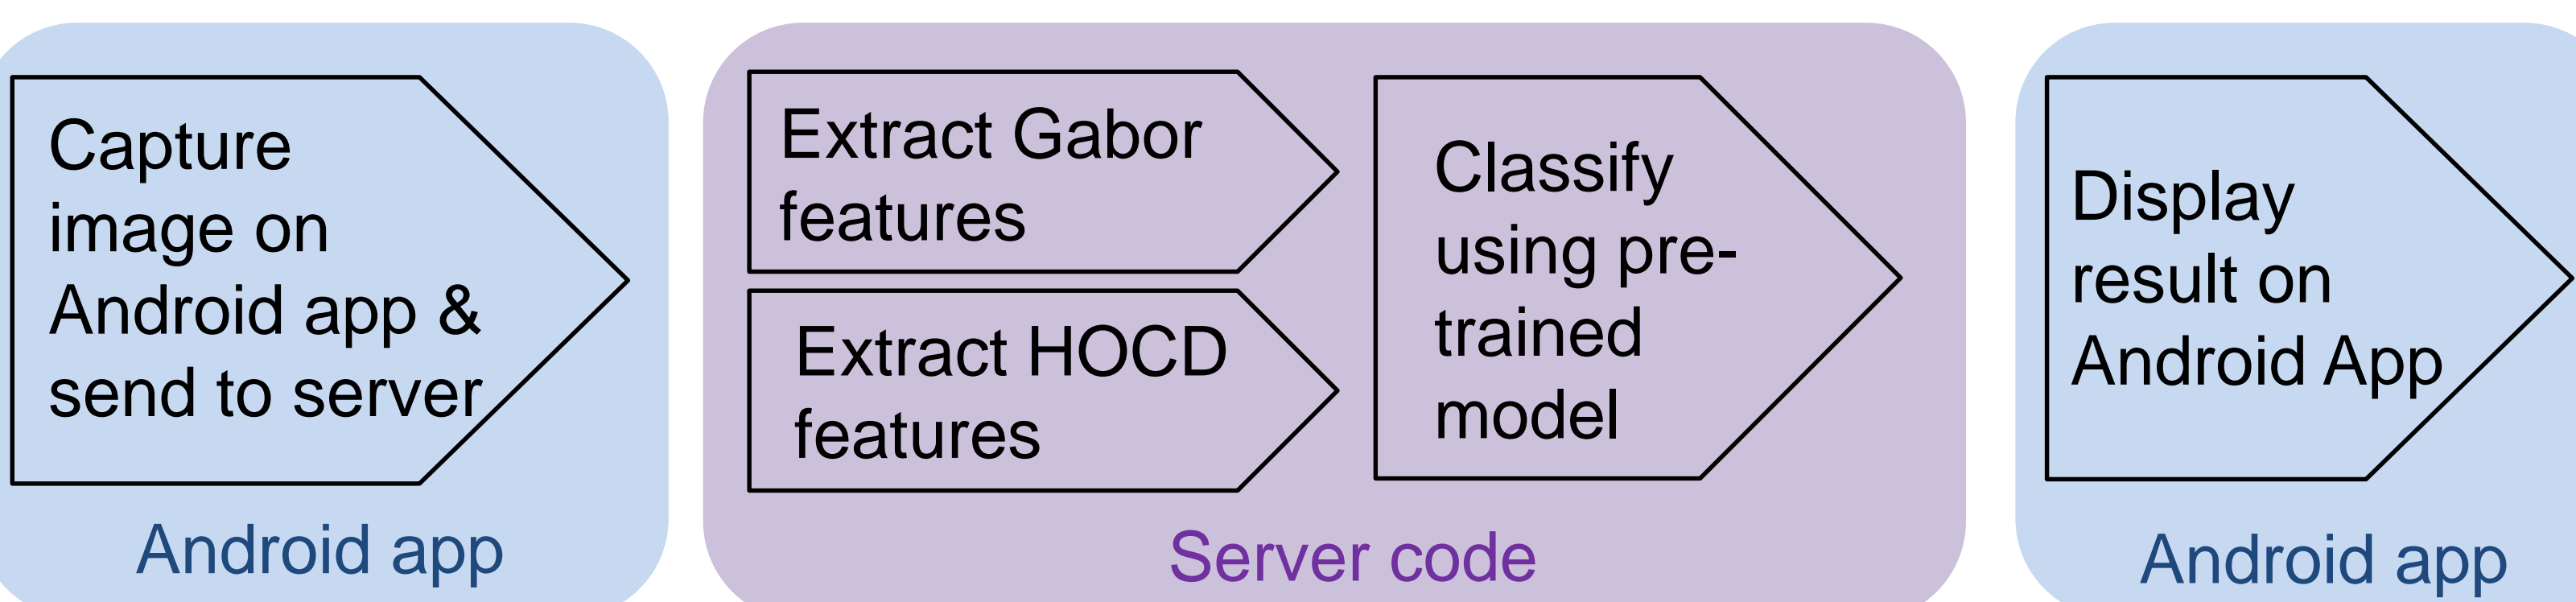 Capture
image on
Android app &
send to server
Android app
Extract Gabor
features
Extract HOCD
features
Classify
using pre-
trained
model
Server code
Display
result on
Android App
Android app